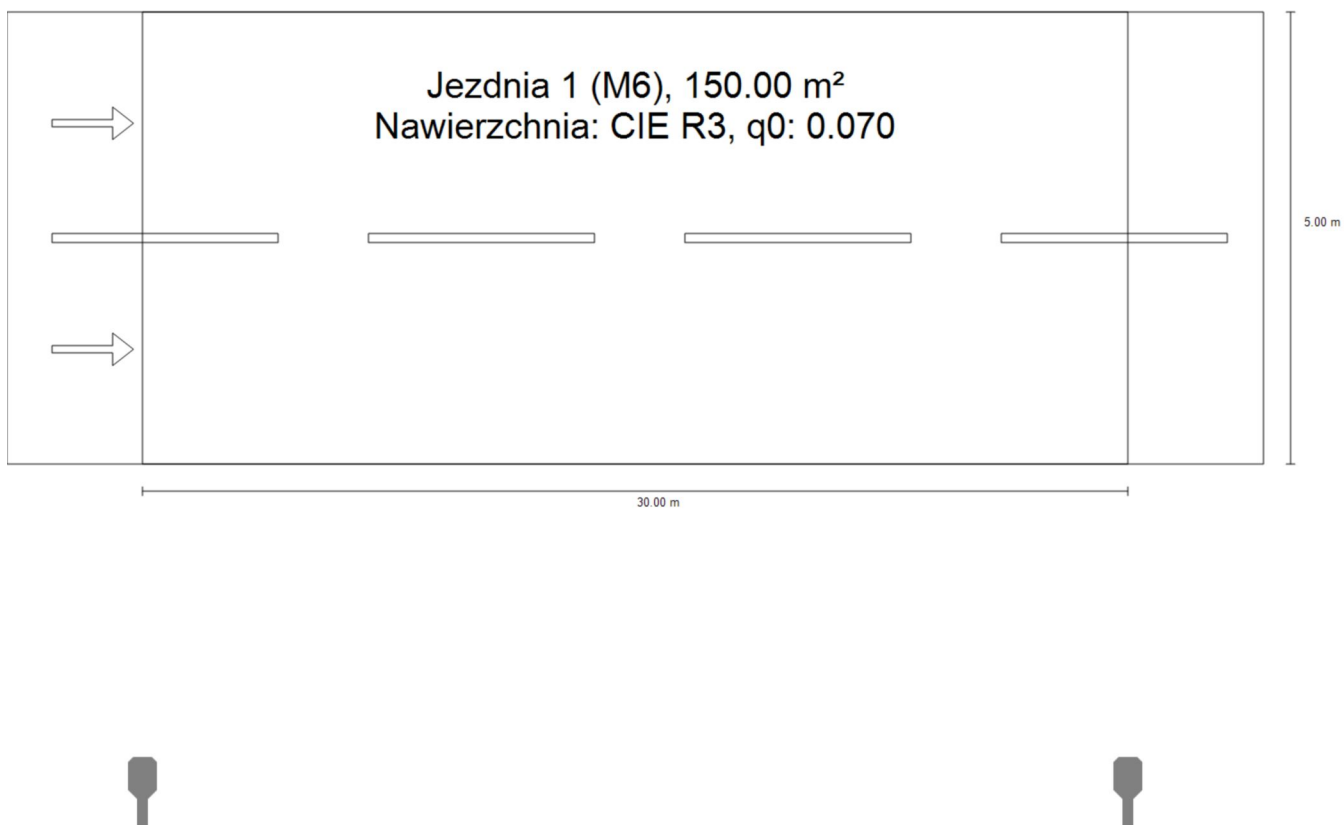 Jezdnia 1 (M6), 150.00 m²
Nawierzchnia: CIE R3, q0: 0.070
5.00 m
30.00 m